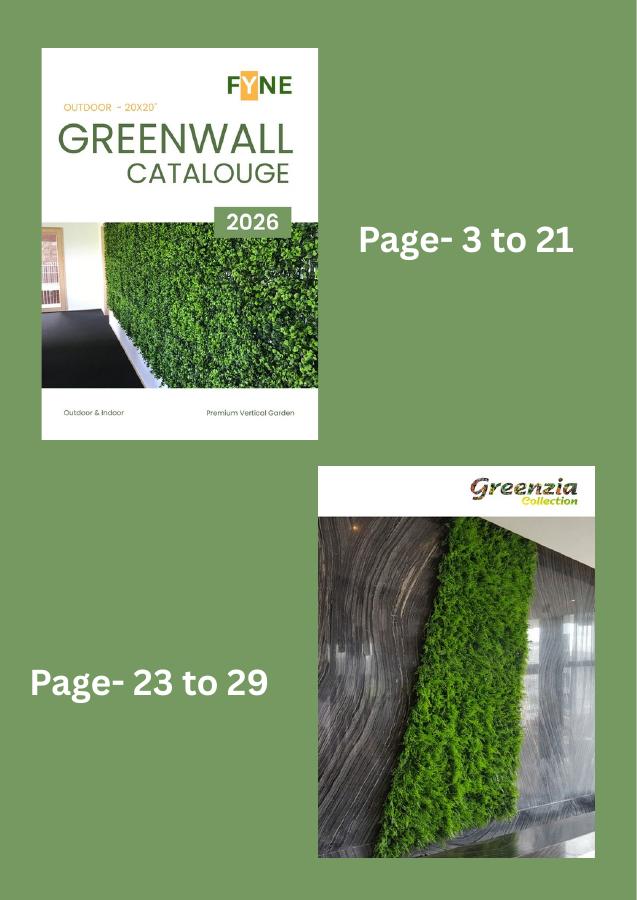 FYNE
OUTDOOR - 20X20"
GREENWALL
CATALOUGE
2026
Page- 3 to 21
Outdoor & Indoor
Premium Vertical Garden
Greenzia
Collection
Page- 23 to 29